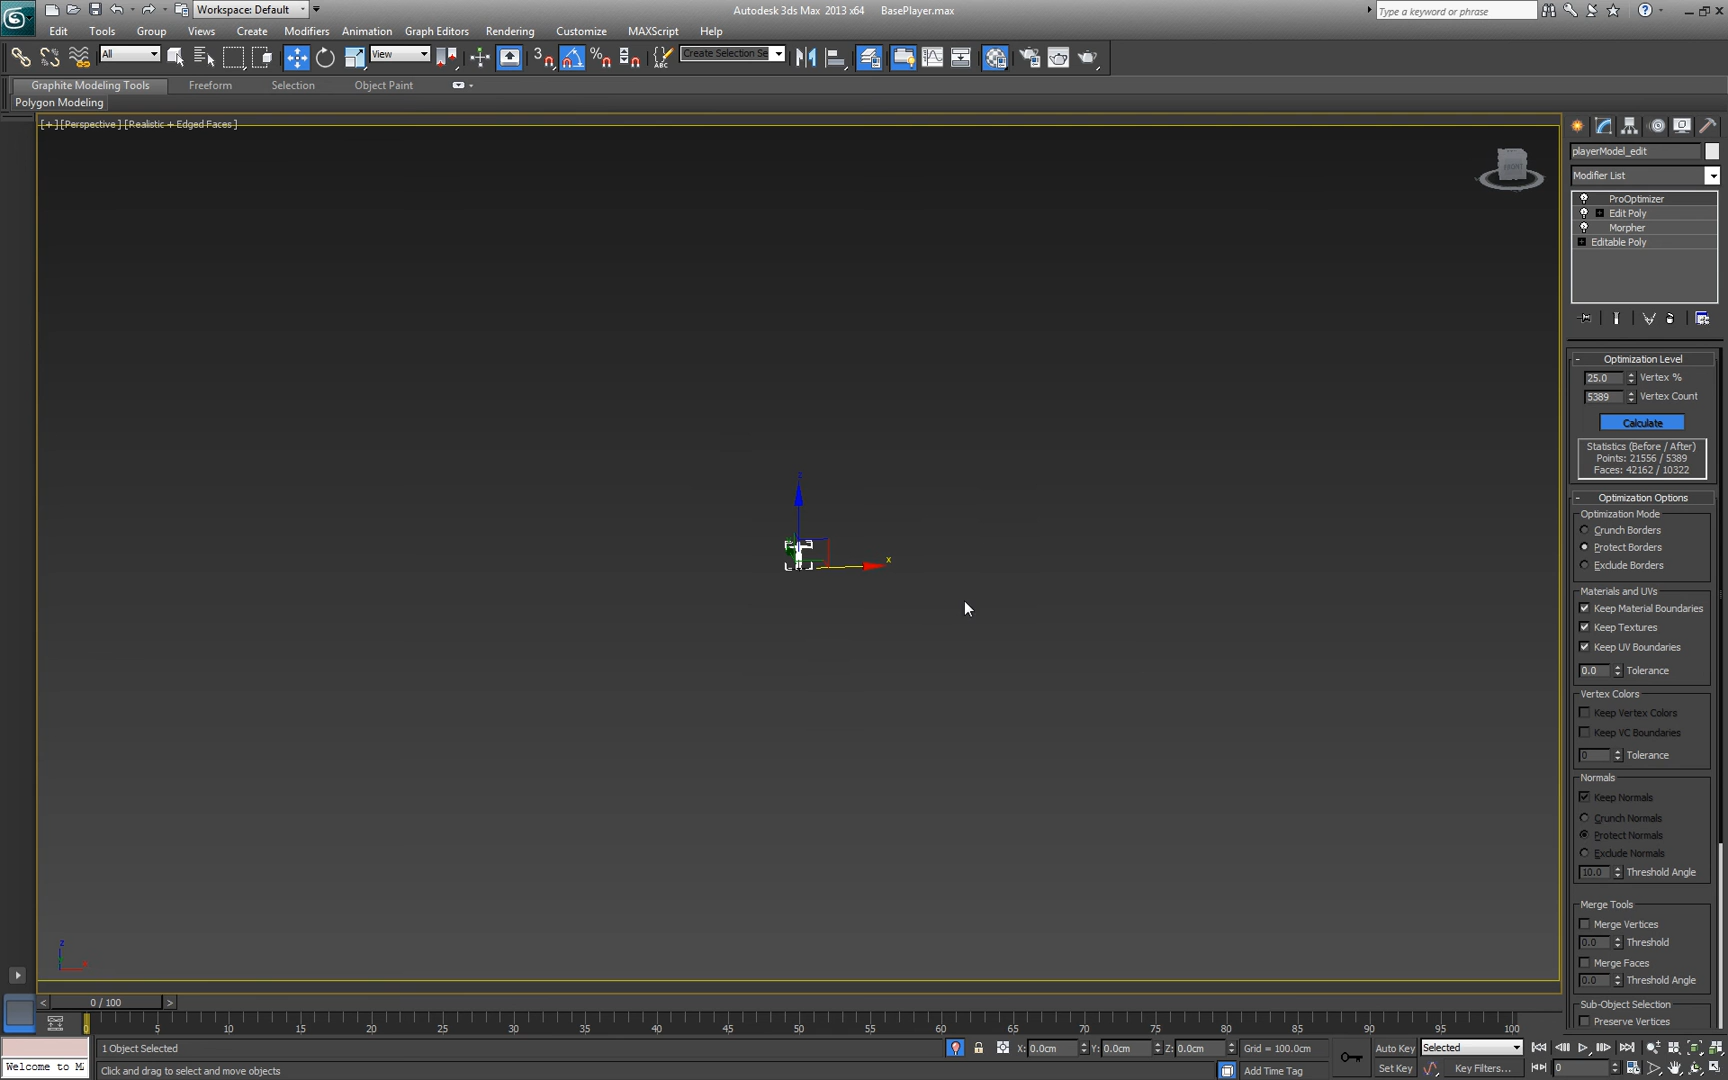 Workspace: Default
Autodesk 3ds Max 2013 x64 BasePlayer.max
Type a keyword or phrase
Edit Tools Group Views Create Modifiers Animation Graph Editors Rendering Customize MAXScript Help
All View Create Selection Se
Graphite Modeling Tools Freeform Selection Object Paint
Polygon Modeling
[+][Perspective][Realistic + Edged Faces]
FRONT
z
x
playerModel_edit
Modifier List
ProOptimizer
Edit Poly
Morpher
Editable Poly
Optimization Level
25.0 Vertex %
5389 Vertex Count
Calculate
Statistics (Before / After)
Points: 21556 / 5389
Faces: 42162 / 10322
Optimization Options
Optimization Mode
Crunch Borders
Protect Borders
Exclude Borders
Materials and UVs
Keep Material Boundaries
Keep Textures
Keep UV Boundaries
0.0 Tolerance
Vertex Colors
Keep Vertex Colors
Keep VC Boundaries
0 Tolerance
Normals
Keep Normals
Crunch Normals
Protect Normals
Exclude Normals
10.0 Threshold Angle
Merge Tools
Merge Vertices
0.0 Threshold
Merge Faces
0.0 Threshold Angle
Sub-Object Selection
Preserve Vertices
z
< 0 / 100 >
0 5 10 15 20 25 30 35 40 45 50 55 60 65 70 75 80 85 90 95 100
1 Object Selected
X: 0.0cm Y: 0.0cm Z: 0.0cm Grid = 100.0cm
Auto Key Selected
Welcome to M
Click and drag to select and move objects
Add Time Tag
Set Key Key Filters... 0